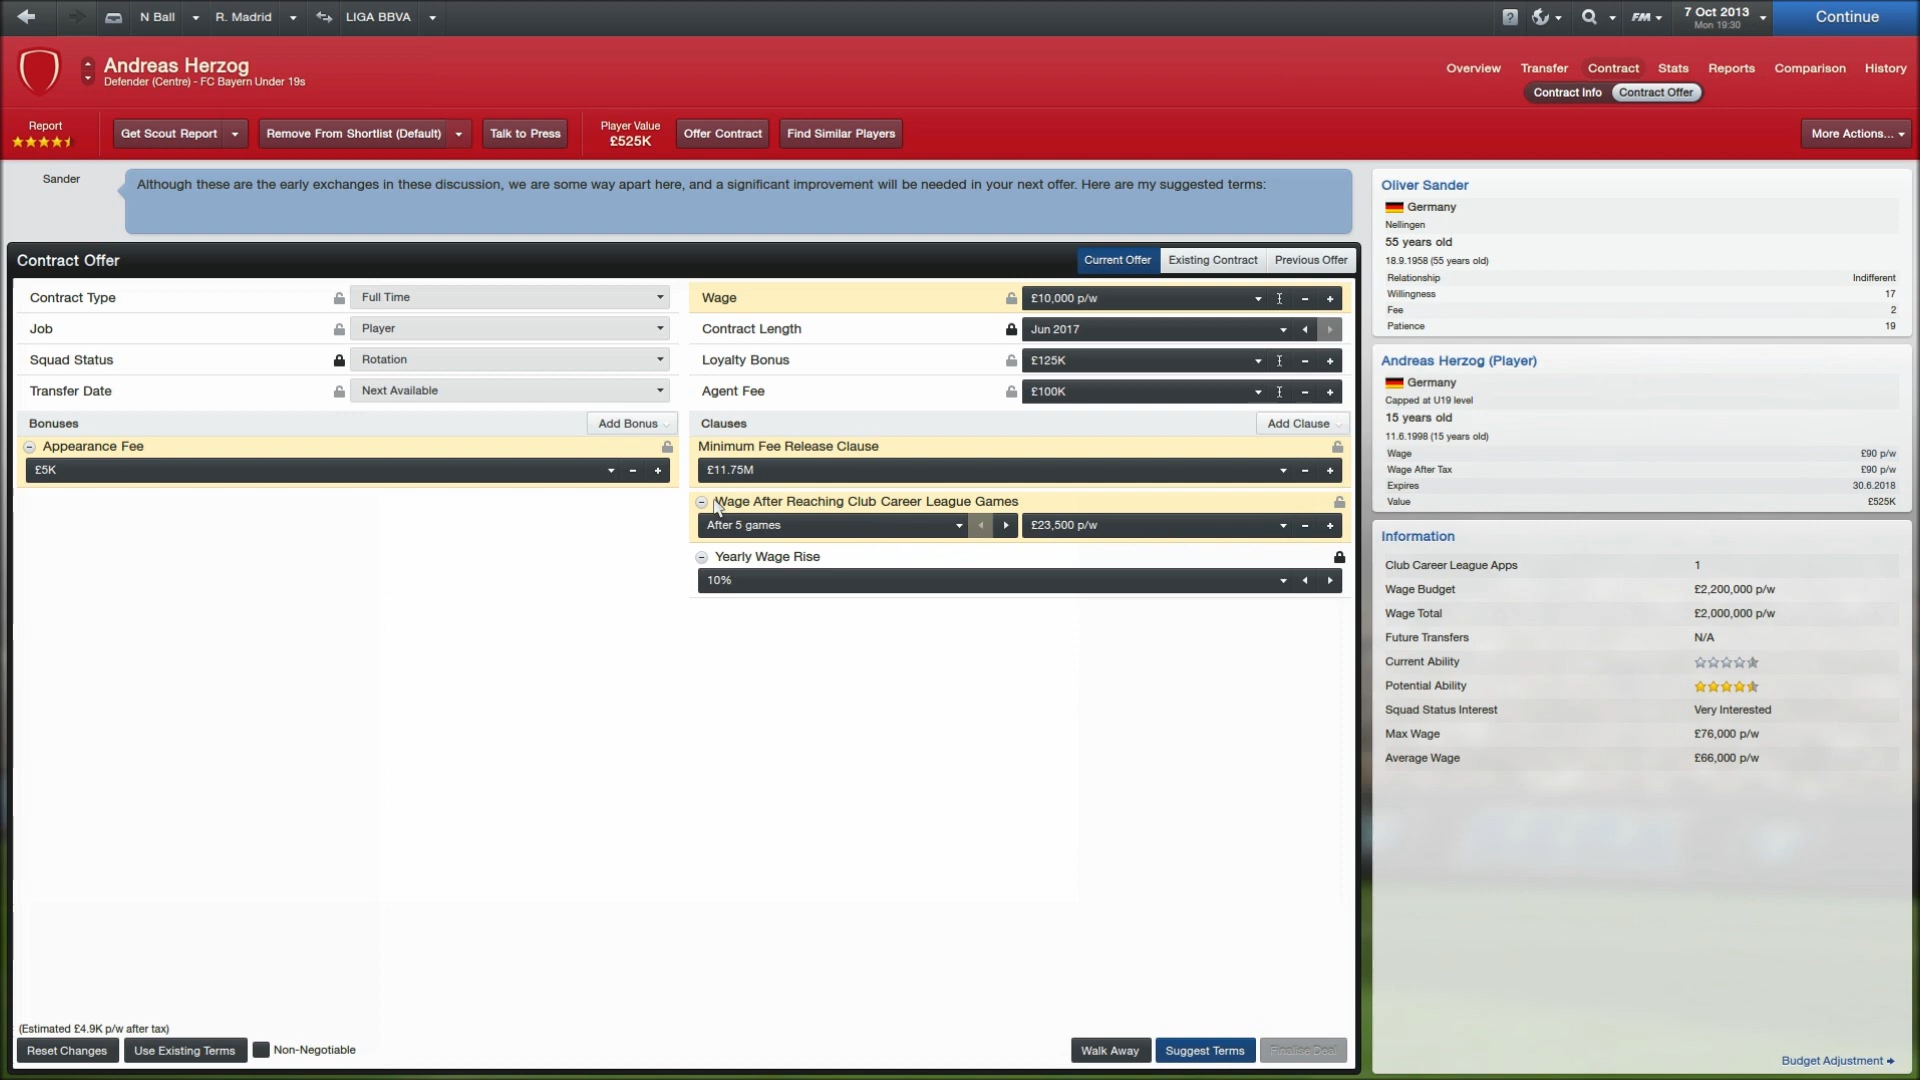 N Ball
R. Madrid
LIGA BBVA
?
FM
7 Oct 2013
Mon 19:30
Continue
Andreas Herzog
Defender (Centre) - FC Bayern Under 19s
Overview Transfer Contract Stats Reports Comparison History
Contract Info Contract Offer
Report
Get Scout Report
Remove From Shortlist (Default)
Talk to Press
Player Value
£525K
Offer Contract
Find Similar Players
More Actions...
Sander
Although these are the early exchanges in these discussion, we are some way apart here, and a significant improvement will be needed in your next offer. Here are my suggested terms:
Contract Offer
Current Offer Existing Contract Previous Offer
Contract Type Full Time
Job Player
Squad Status Rotation
Transfer Date Next Available
Wage £10,000 p/w
Contract Length Jun 2017
Loyalty Bonus £125K
Agent Fee £100K
Bonuses Add Bonus
Appearance Fee
£5K
Clauses Add Clause
Minimum Fee Release Clause
£11.75M
Wage After Reaching Club Career League Games
After 5 games £23,500 p/w
Yearly Wage Rise
10%
(Estimated £4.9K p/w after tax)
Reset Changes Use Existing Terms Non-Negotiable
Walk Away Suggest Terms Finalise Deal
Oliver Sander
Germany
Nellingen
55 years old
18.9.1958 (55 years old)
Relationship Indifferent
Willingness 17
Fee 2
Patience 19
Andreas Herzog (Player)
Germany
Capped at U19 level
15 years old
11.6.1998 (15 years old)
Wage £90 p/w
Wage After Tax £90 p/w
Expires 30.6.2018
Value £525K
Information
Club Career League Apps 1
Wage Budget £2,200,000 p/w
Wage Total £2,000,000 p/w
Future Transfers N/A
Current Ability
Potential Ability
Squad Status Interest Very Interested
Max Wage £76,000 p/w
Average Wage £66,000 p/w
Budget Adjustment